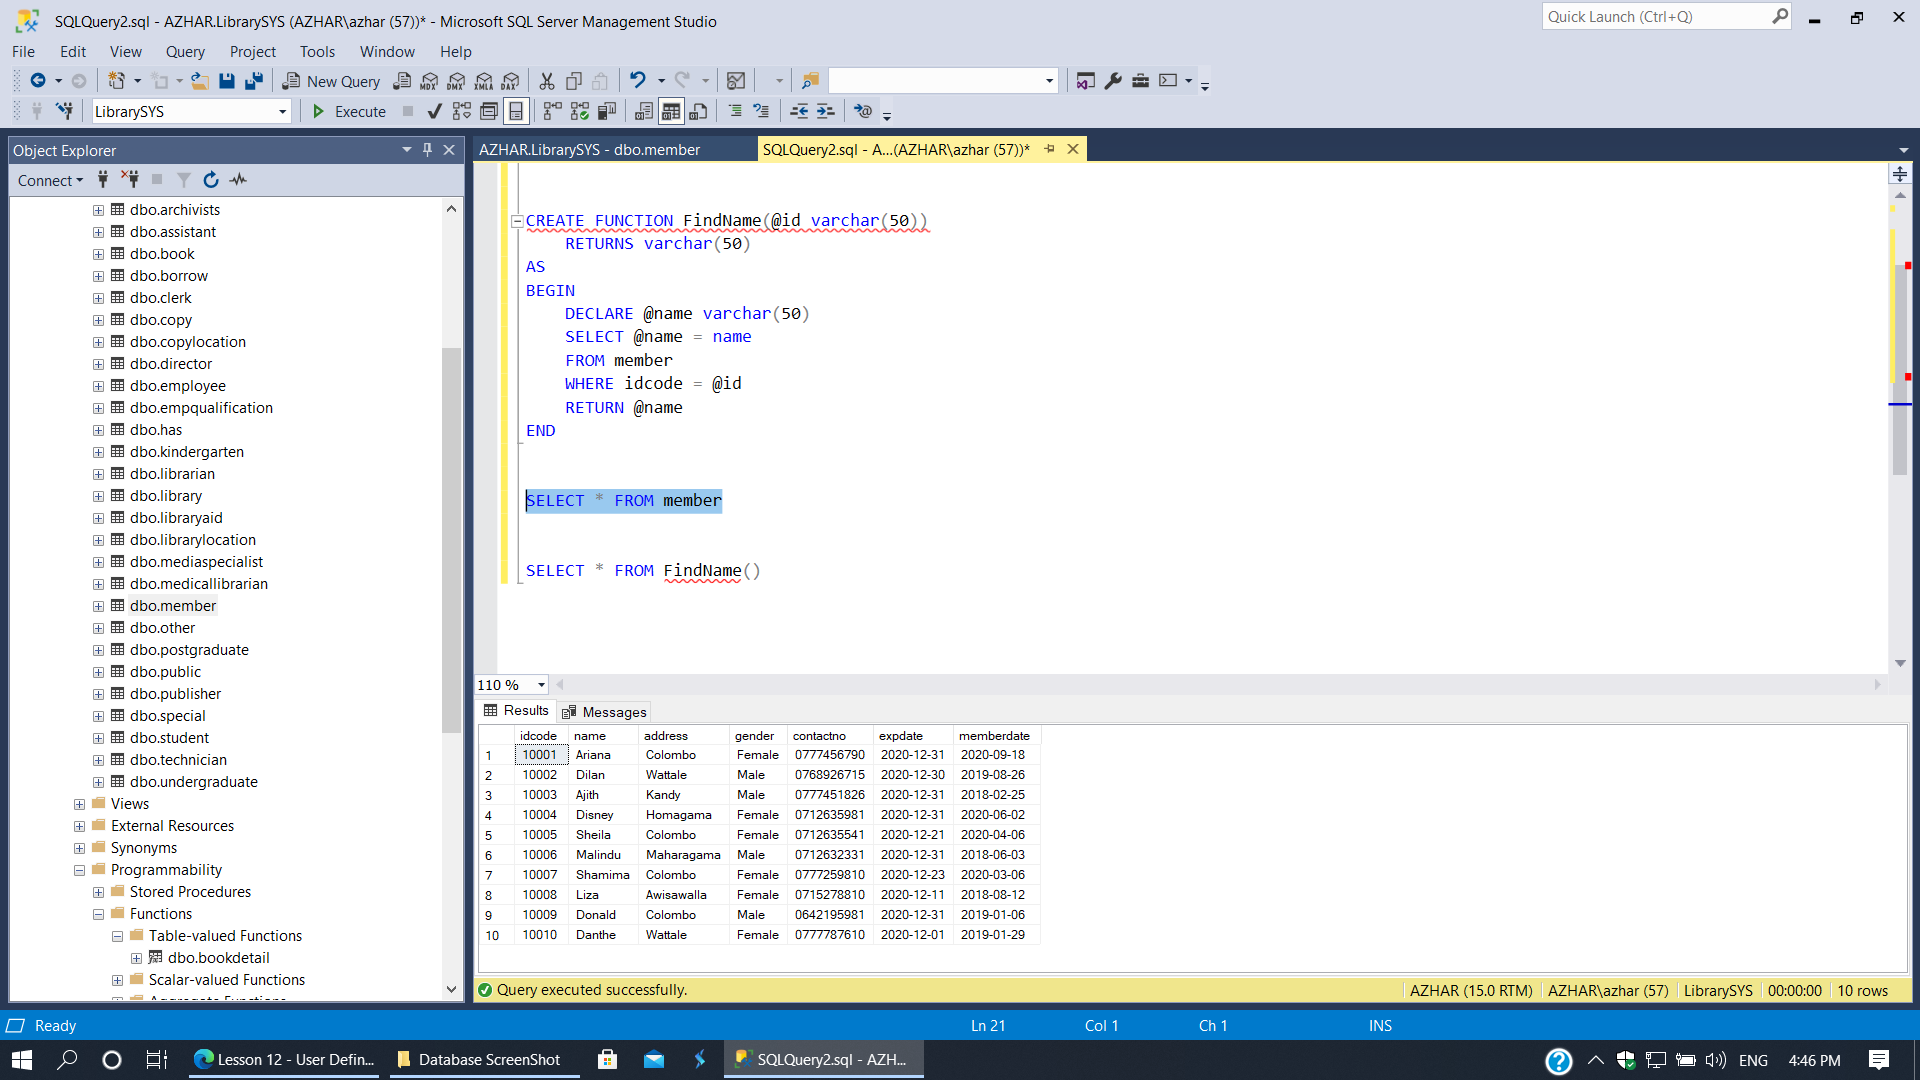 SQLQuery2.sql - AZHAR.LibrarySYS (AZHAR\azhar (57))* - Microsoft SQL Server Management Studio
Quick Launch (Ctrl+Q)
File Edit View Query Project Tools Window Help
New Query MDX DMX XMLA DAX
LibrarySYS Execute
Object Explorer
Connect
dbo.archivists
dbo.assistant
dbo.book
dbo.borrow
dbo.clerk
dbo.copy
dbo.copylocation
dbo.director
dbo.employee
dbo.empqualification
dbo.has
dbo.kindergarten
dbo.librarian
dbo.library
dbo.libraryaid
dbo.librarylocation
dbo.mediaspecialist
dbo.medicallibrarian
dbo.member
dbo.other
dbo.postgraduate
dbo.public
dbo.publisher
dbo.special
dbo.student
dbo.technician
dbo.undergraduate
Views
External Resources
Synonyms
Programmability
Stored Procedures
Functions
Table-valued Functions
dbo.bookdetail
Scalar-valued Functions
Aggregate Functions
AZHAR.LibrarySYS - dbo.member
SQLQuery2.sql - A...(AZHAR\azhar (57))*
CREATE FUNCTION FindName(@id varchar(50))
RETURNS varchar(50)
AS
BEGIN
DECLARE @name varchar(50)
SELECT @name = name
FROM member
WHERE idcode = @id
RETURN @name
END
SELECT * FROM member
SELECT * FROM FindName()
110 %
Results Messages
idcode name address gender contactno expdate memberdate
1 10001 Ariana Colombo Female 0777456790 2020-12-31 2020-09-18
2 10002 Dilan Wattale Male 0768926715 2020-12-30 2019-08-26
3 10003 Ajith Kandy Male 0777451826 2020-12-31 2018-02-25
4 10004 Disney Homagama Female 0712635981 2020-12-31 2020-06-02
5 10005 Sheila Colombo Female 0712635541 2020-12-21 2020-04-06
6 10006 Malindu Maharagama Male 0712632331 2020-12-31 2018-06-03
7 10007 Shamima Colombo Female 0777259810 2020-12-23 2020-03-06
8 10008 Liza Awisawalla Female 0715278810 2020-12-11 2018-08-12
9 10009 Donald Colombo Male 0642195981 2020-12-31 2019-01-06
10 10010 Danthe Wattale Female 0777787610 2020-12-01 2019-01-29
Query executed successfully. AZHAR (15.0 RTM) AZHAR\azhar (57) LibrarySYS 00:00:00 10 rows
Ready Ln 21 Col 1 Ch 1 INS
Lesson 12 - User Defin... Database ScreenShot SQLQuery2.sql - AZH... ENG 4:46 PM